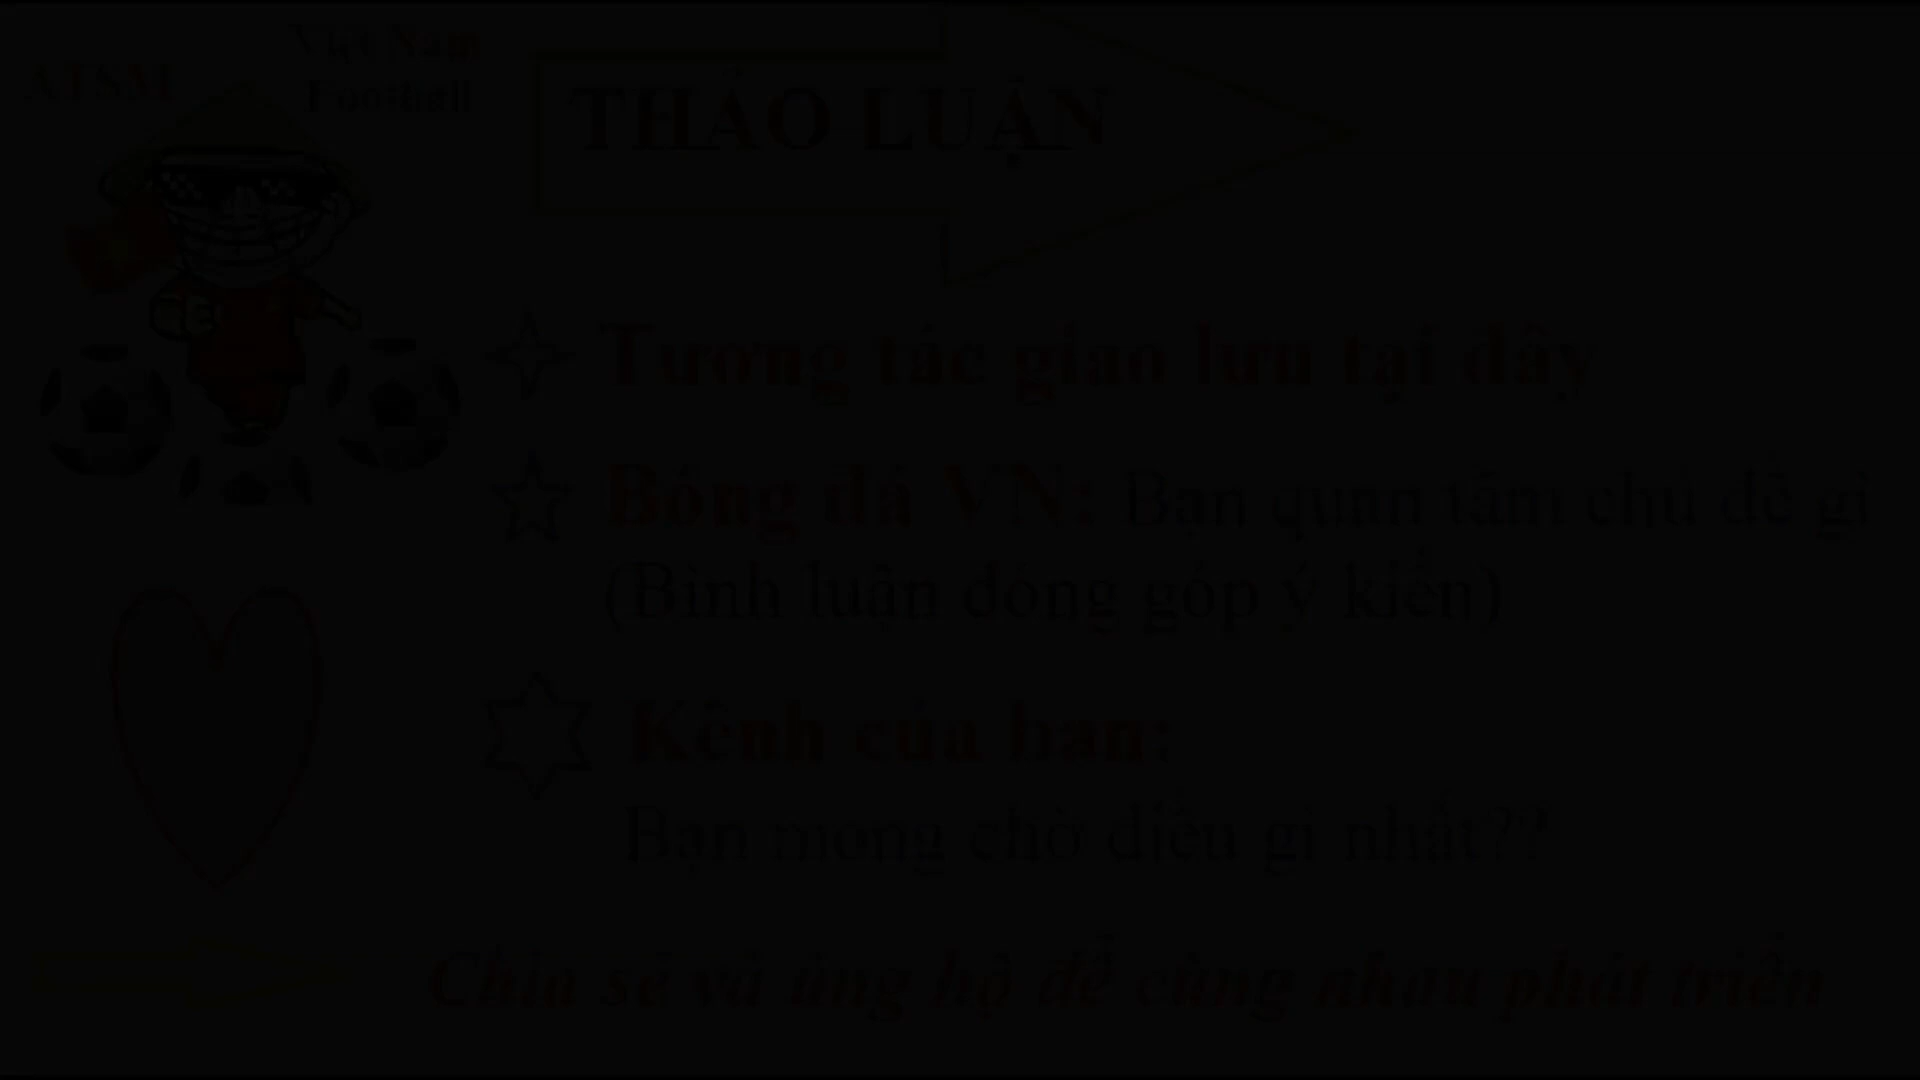 ATSM
Việt Nam
Football
THẢO LUẬN
Tương tác giao lưu tại đây
Bóng đá VN: Bạn quan tâm chủ đề gì
(Bình luận đóng góp ý kiến)
Kênh của bạn:
Bạn mong chờ điều gì nhất??
Chia sẻ và ủng hộ để cùng nhau phát triển